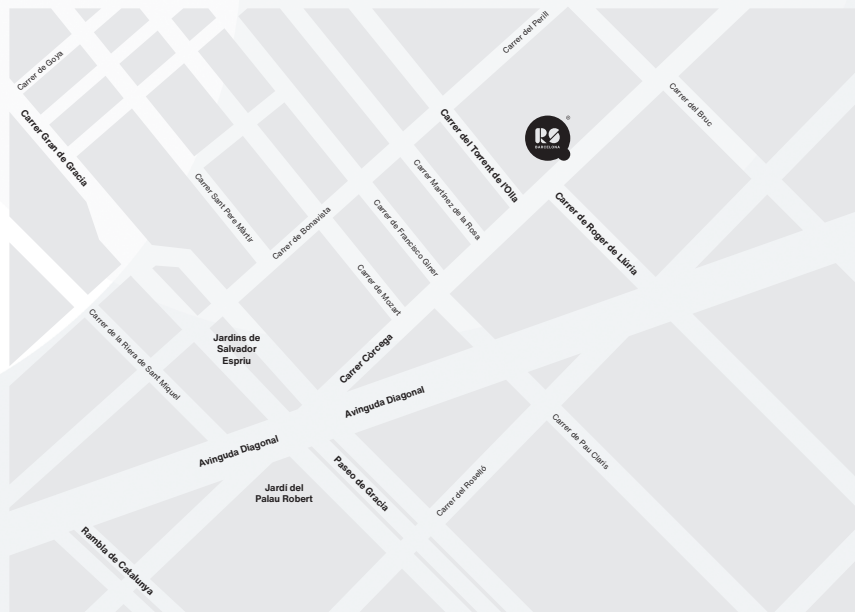 Carrer del Perill
Carrer de Goya
Carrer del Bruc
Carrer Gran de Gracia
Carrer del Torrent de l'Olla
®
RS
BARCELONA
Carrer Martínez de la Rosa
Carrer Sant Pere Màrtir
Carrer de Bonavista
Carrer de Francisco Giner
Carrer de Roger de Llúria
Carrer de Mozart
Carrer de la Riera de Sant Miquel
Jardins de
Salvador
Espriu
Carrer Còrcega
Avinguda Diagonal
Avinguda Diagonal
Carrer de Pau Claris
Paseo de Gracia
Carrer del Roselló
Jardí del
Palau Robert
Rambla de Catalunya